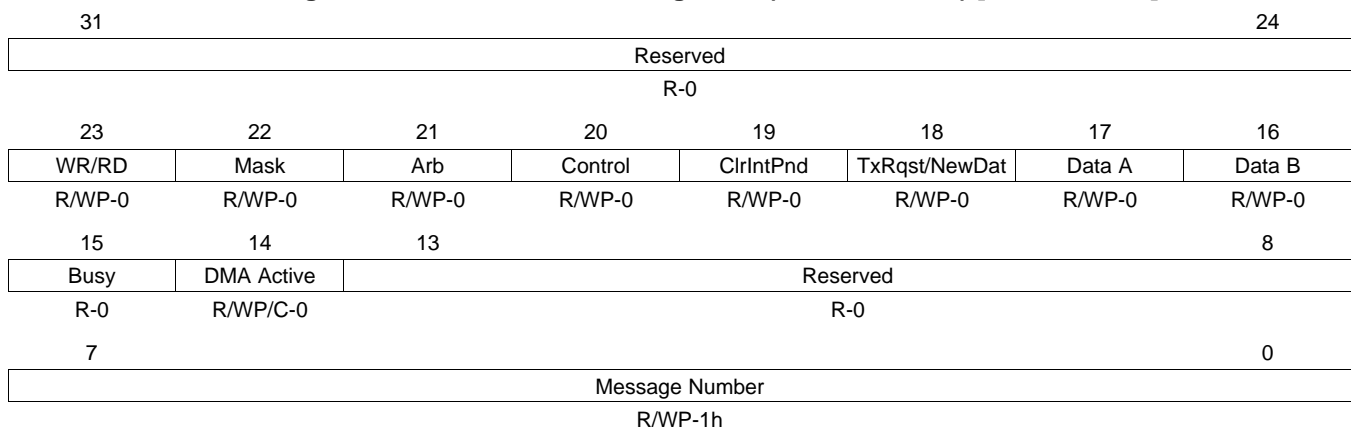 31 24
Reserved
R-0
23 22 21 20 19 18 17 16
WR/RD Mask Arb Control ClrIntPnd TxRqst/NewDat Data A Data B
R/WP-0 R/WP-0 R/WP-0 R/WP-0 R/WP-0 R/WP-0 R/WP-0 R/WP-0
15 14 13 8
Busy DMA Active Reserved
R-0 R/WP/C-0 R-0
7 0
Message Number
R/WP-1h